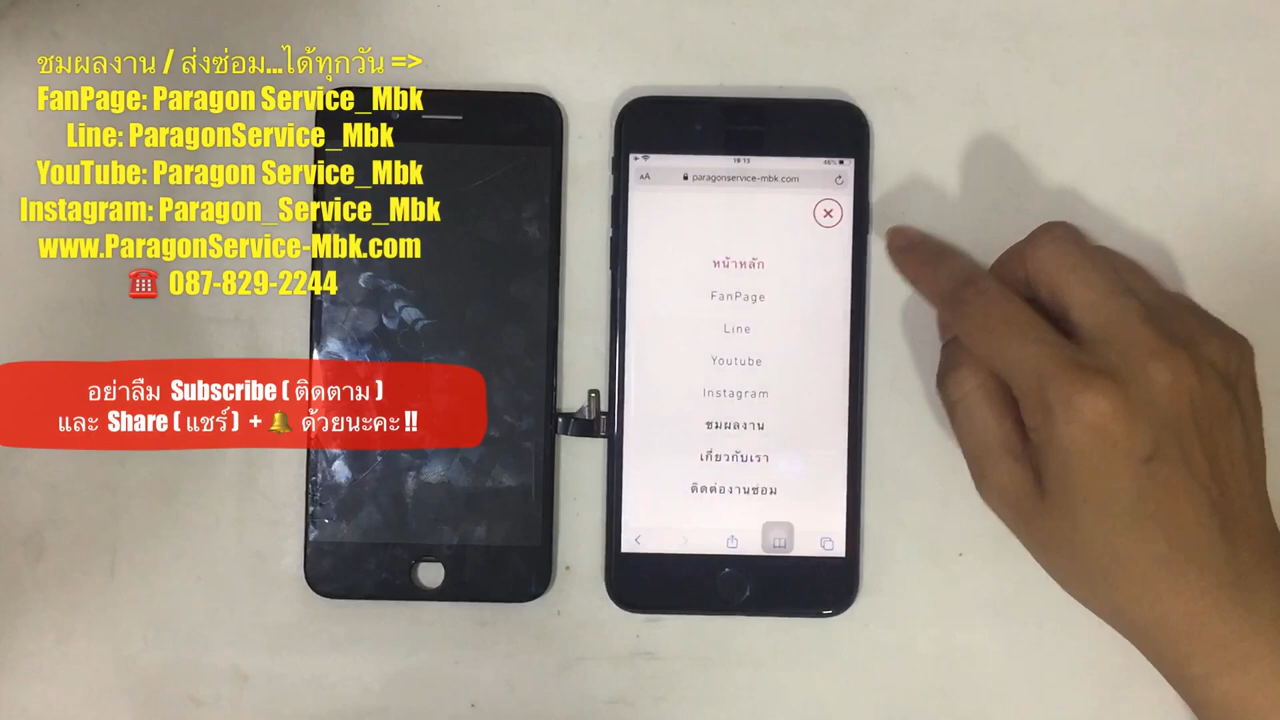 ชมผลงาน / ส่งซ่อม...ได้ทุกวัน =>
FanPage: Paragon Service_Mbk
Line: ParagonService_Mbk
YouTube: Paragon Service_Mbk
Instagram: Paragon_Service_Mbk
www.ParagonService-Mbk.com
☎️ 087-829-2244
อย่าลืม Subscribe ( ติดตาม )
และ Share ( แชร์ ) + 🔔 ด้วยนะคะ !!
19:13
46%
AA
paragonservice-mbk.com
หน้าหลัก
FanPage
Line
Youtube
Instagram
ชมผลงาน
เกี่ยวกับเรา
ติดต่องานซ่อม